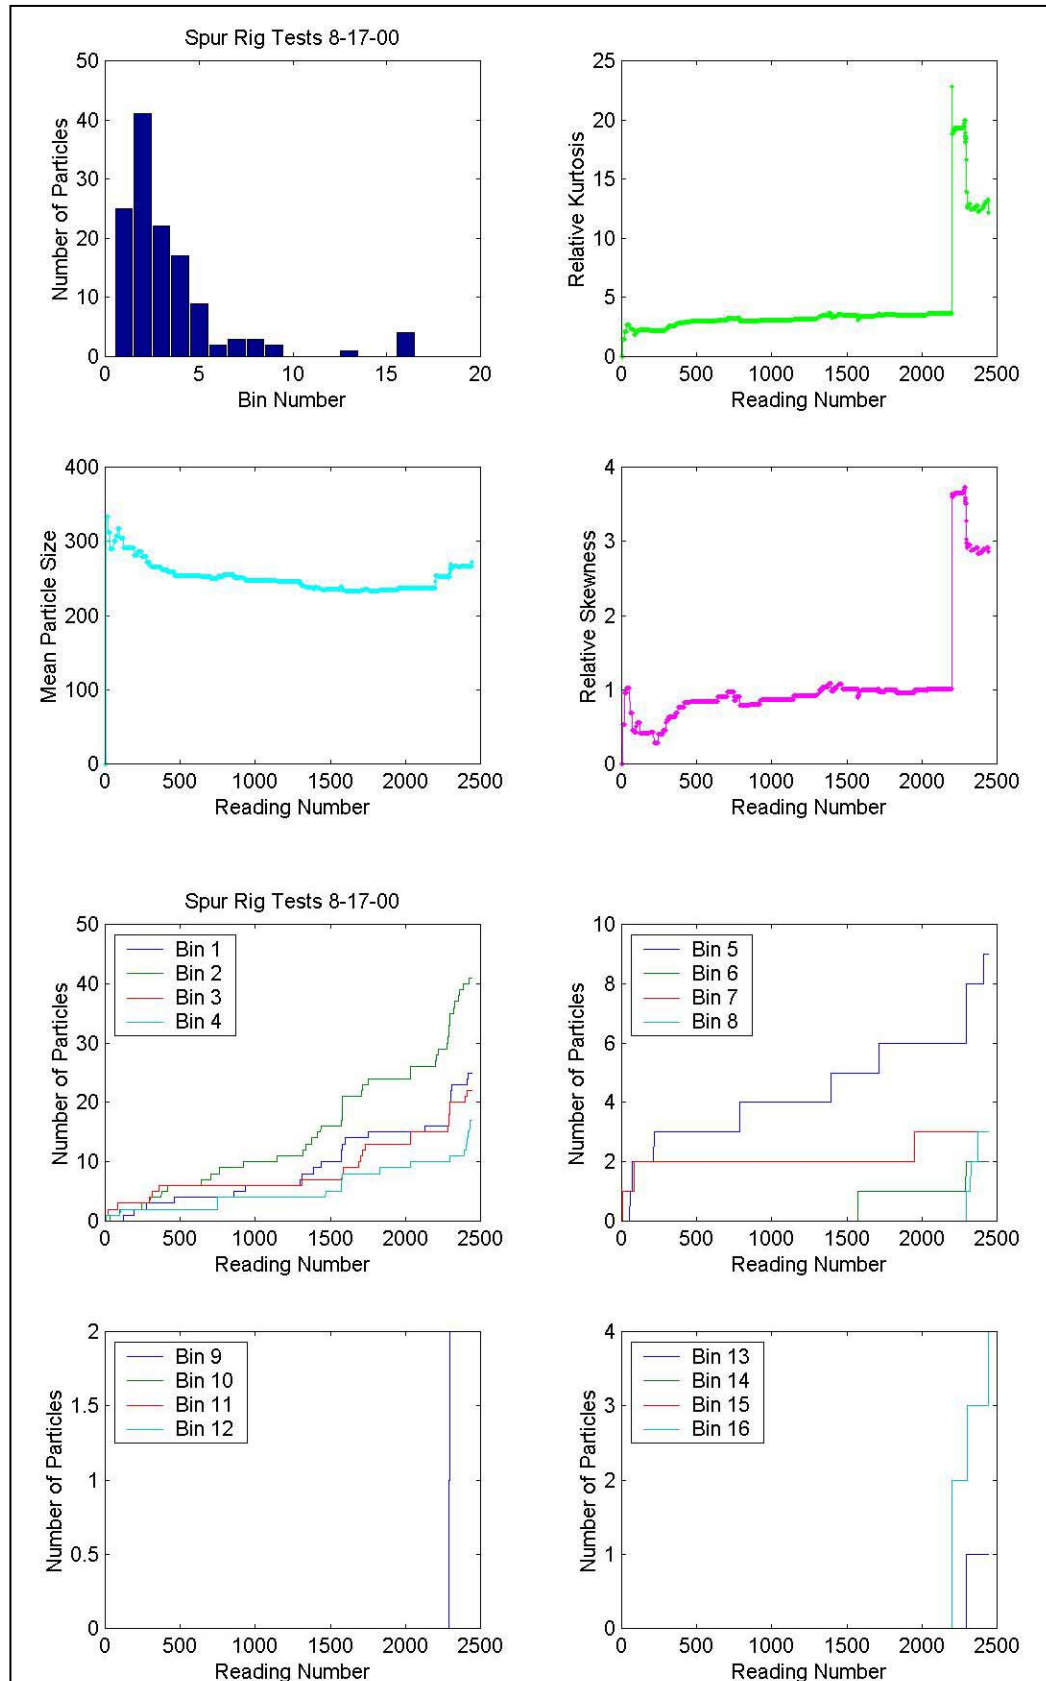 Spur Rig Tests 8-17-00
50
40
30
20
10
0
Number of Particles
0 5 10 15 20
Bin Number
25
20
15
10
5
0
Relative Kurtosis
0 500 1000 1500 2000 2500
Reading Number
400
300
200
100
0
Mean Particle Size
0 500 1000 1500 2000 2500
Reading Number
4
3
2
1
0
Relative Skewness
0 500 1000 1500 2000 2500
Reading Number
Spur Rig Tests 8-17-00
50
40
30
20
10
0
Number of Particles
Bin 1
Bin 2
Bin 3
Bin 4
0 500 1000 1500 2000 2500
Reading Number
10
8
6
4
2
0
Number of Particles
Bin 5
Bin 6
Bin 7
Bin 8
0 500 1000 1500 2000 2500
Reading Number
2
1.5
1
0.5
0
Number of Particles
Bin 9
Bin 10
Bin 11
Bin 12
0 500 1000 1500 2000 2500
Reading Number
4
3
2
1
0
Number of Particles
Bin 13
Bin 14
Bin 15
Bin 16
0 500 1000 1500 2000 2500
Reading Number